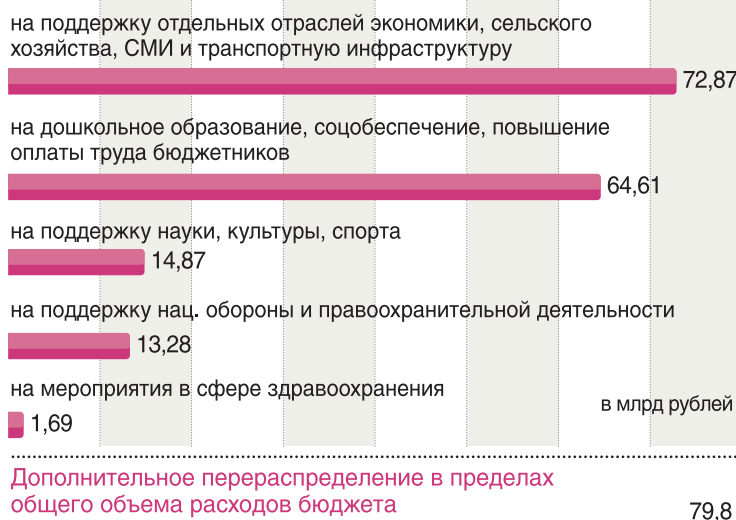 на поддержку отдельных отраслей экономики, сельского
хозяйства, СМИ и транспортную инфраструктуру
72,87
на дошкольное образование, соцобеспечение, повышение
оплаты труда бюджетников
64,61
на поддержку науки, культуры, спорта
14,87
на поддержку нац. обороны и правоохранительной деятельности
13,28
на мероприятия в сфере здравоохранения
в млрд рублей
1,69
Дополнительное перераспределение в пределах
общего объема расходов бюджета
79,8